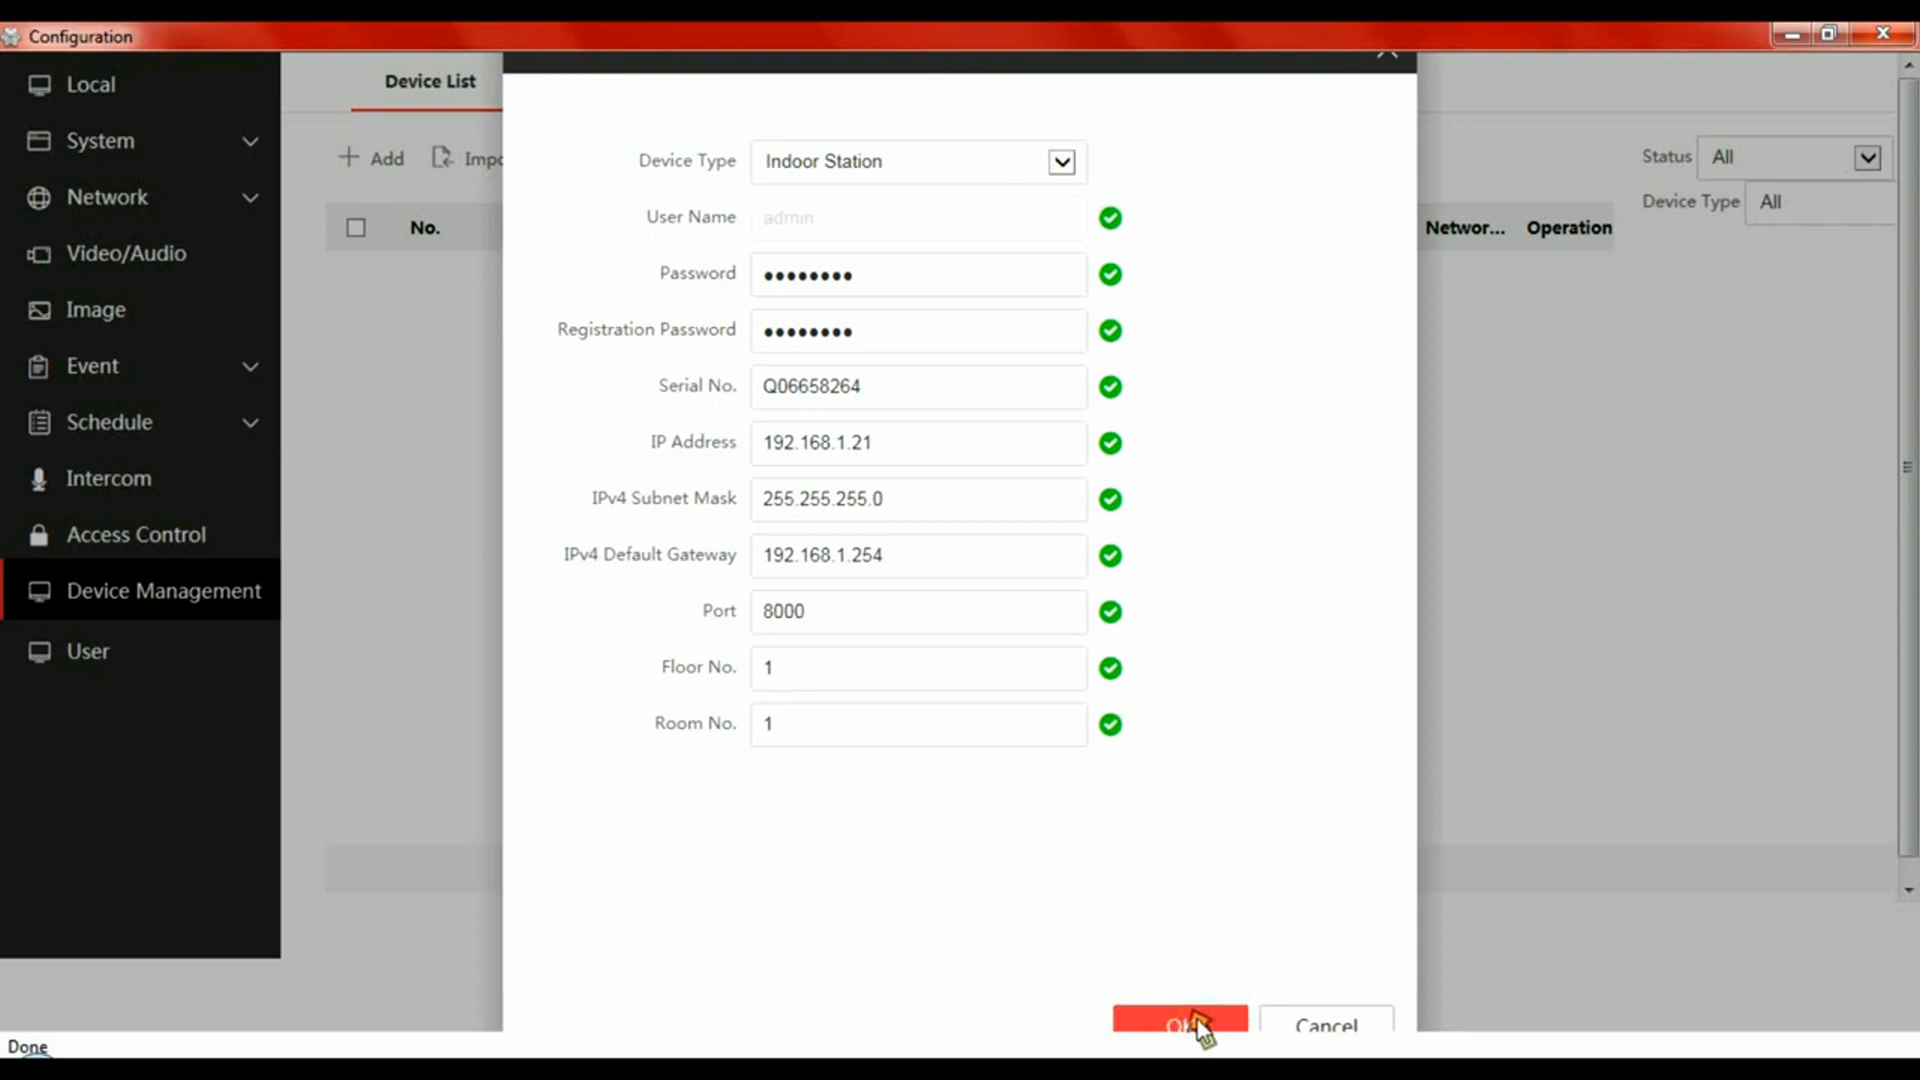 Configuration
Local
System
Network
Video/Audio
Image
Event
Schedule
Intercom
Access Control
Device Management
User
Device List
Add
No.
Device Type Indoor Station
User Name admin
Password ••••••••
Registration Password ••••••••
Serial No. Q06658264
IP Address 192.168.1.21
IPv4 Subnet Mask 255.255.255.0
IPv4 Default Gateway 192.168.1.254
Port 8000
Floor No. 1
Room No. 1
Cancel
Status All
Device Type All
Networ... Operation
Done